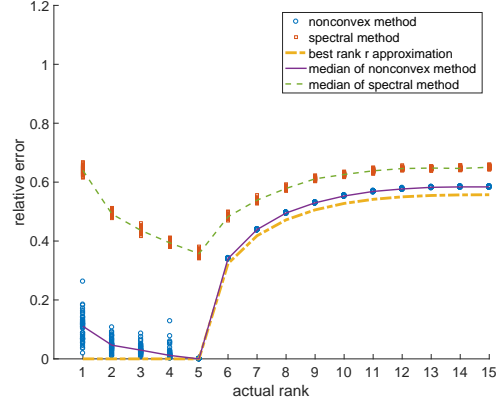 1.2
1
0.8
0.6
0.4
0.2
0
relative error
nonconvex method
spectral method
best rank r approximation
median of nonconvex method
median of spectral method
1 2 3 4 5 6 7 8 9 10 11 12 13 14 15
actual rank